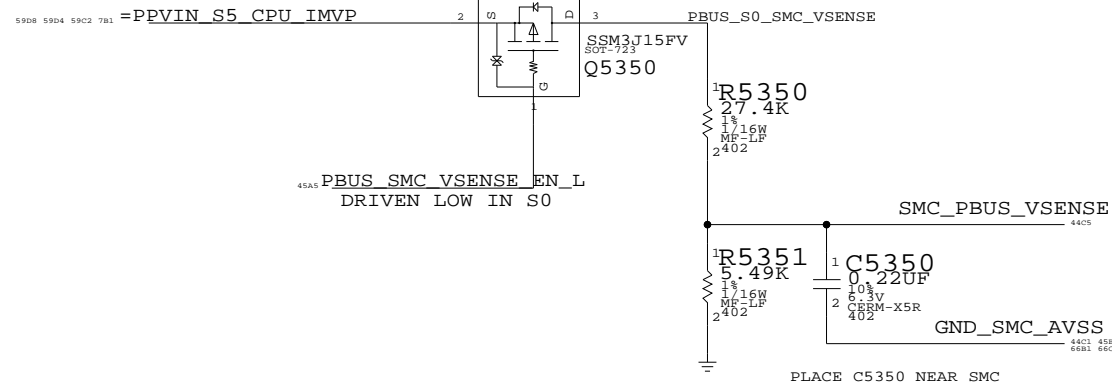 59D8 59D4 59C2 7B1 =PPVIN_S5_CPU_IMVP
2
S
D
3
PBUS_S0_SMC_VSENSE
SSM3J15FV
SOT-723
Q5350
G
1
1 R5350
27.4K
1%
1/16W
MF-LF
2 402
45A5 PBUS_SMC_VSENSE_EN_L
DRIVEN LOW IN S0
SMC_PBUS_VSENSE
44C5
1 R5351
5.49K
1%
1/16W
MF-LF
2 402
1 C5350
0.22UF
10%
6.3V
2 CERM-X5R
402
GND_SMC_AVSS
44C1
66B1
PLACE C5350 NEAR SMC